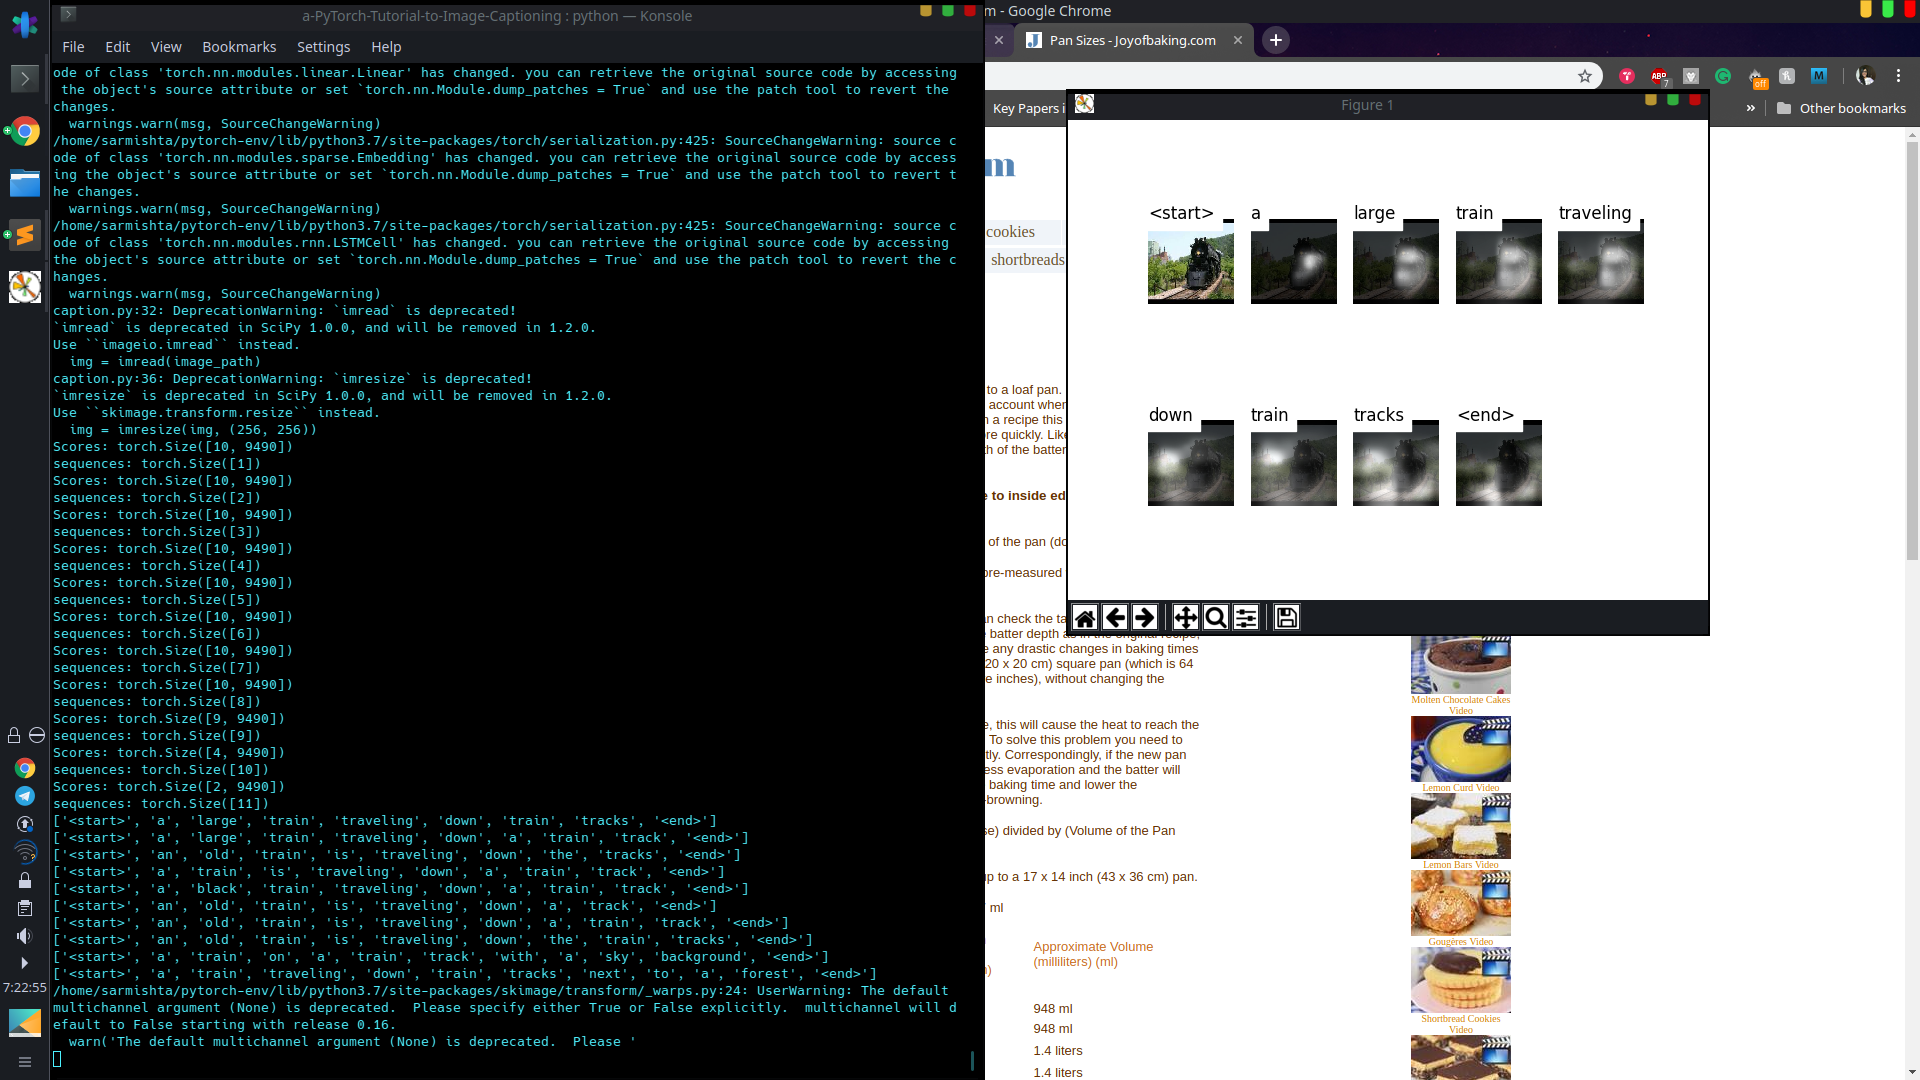 a-PyTorch-Tutorial-to-Image-Captioning : python — Konsole
File Edit View Bookmarks Settings Help
ode of class 'torch.nn.modules.linear.Linear' has changed. you can retrieve the original source code by accessing
the object's source attribute or set `torch.nn.Module.dump_patches = True` and use the patch tool to revert the
changes.
warnings.warn(msg, SourceChangeWarning)
/home/sarmishta/pytorch-env/lib/python3.7/site-packages/torch/serialization.py:425: SourceChangeWarning: source c
ode of class 'torch.nn.modules.sparse.Embedding' has changed. you can retrieve the original source code by access
ing the object's source attribute or set `torch.nn.Module.dump_patches = True` and use the patch tool to revert t
he changes.
warnings.warn(msg, SourceChangeWarning)
/home/sarmishta/pytorch-env/lib/python3.7/site-packages/torch/serialization.py:425: SourceChangeWarning: source c
ode of class 'torch.nn.modules.rnn.LSTMCell' has changed. you can retrieve the original source code by accessing
the object's source attribute or set `torch.nn.Module.dump_patches = True` and use the patch tool to revert the c
hanges.
warnings.warn(msg, SourceChangeWarning)
caption.py:32: DeprecationWarning: `imread` is deprecated!
`imread` is deprecated in SciPy 1.0.0, and will be removed in 1.2.0.
Use ``imageio.imread`` instead.
img = imread(image_path)
caption.py:36: DeprecationWarning: `imresize` is deprecated!
`imresize` is deprecated in SciPy 1.0.0, and will be removed in 1.2.0.
Use ``skimage.transform.resize`` instead.
img = imresize(img, (256, 256))
Scores: torch.Size([10, 9490])
sequences: torch.Size([1])
Scores: torch.Size([10, 9490])
sequences: torch.Size([2])
Scores: torch.Size([10, 9490])
sequences: torch.Size([3])
Scores: torch.Size([10, 9490])
sequences: torch.Size([4])
Scores: torch.Size([10, 9490])
sequences: torch.Size([5])
Scores: torch.Size([10, 9490])
sequences: torch.Size([6])
Scores: torch.Size([10, 9490])
sequences: torch.Size([7])
Scores: torch.Size([10, 9490])
sequences: torch.Size([8])
Scores: torch.Size([9, 9490])
sequences: torch.Size([9])
Scores: torch.Size([4, 9490])
sequences: torch.Size([10])
Scores: torch.Size([2, 9490])
sequences: torch.Size([11])
['<start>', 'a', 'large', 'train', 'traveling', 'down', 'train', 'tracks', '<end>']
['<start>', 'a', 'large', 'train', 'traveling', 'down', 'a', 'train', 'track', '<end>']
['<start>', 'an', 'old', 'train', 'is', 'traveling', 'down', 'the', 'tracks', '<end>']
['<start>', 'a', 'train', 'is', 'traveling', 'down', 'a', 'train', 'track', '<end>']
['<start>', 'a', 'black', 'train', 'traveling', 'down', 'a', 'train', 'track', '<end>']
['<start>', 'an', 'old', 'train', 'is', 'traveling', 'down', 'a', 'track', '<end>']
['<start>', 'an', 'old', 'train', 'is', 'traveling', 'down', 'a', 'train', 'track', '<end>']
['<start>', 'an', 'old', 'train', 'is', 'traveling', 'down', 'the', 'train', 'tracks', '<end>']
['<start>', 'a', 'train', 'on', 'a', 'train', 'track', 'with', 'a', 'sky', 'background', '<end>']
['<start>', 'a', 'train', 'traveling', 'down', 'train', 'tracks', 'next', 'to', 'a', 'forest', '<end>']
/home/sarmishta/pytorch-env/lib/python3.7/site-packages/skimage/transform/_warps.py:24: UserWarning: The default
multichannel argument (None) is deprecated.  Please specify either True or False explicitly.  multichannel will d
efault to False starting with release 0.16.
warn('The default multichannel argument (None) is deprecated.  Please '
7:22:55
m - Google Chrome
Pan Sizes - Joyofbaking.com
ABP
7
off
M
Key Papers i
» Other bookmarks
m
cookies
shortbreads
Figure 1
<start> a large train traveling
down train tracks <end>
to a loaf pan.
account when
n a recipe this
re quickly. Like
th of the batter
e to inside ed
of the pan (do
pre-measured
an check the ta
batter depth as in the original recipe,
e any drastic changes in baking times
20 x 20 cm) square pan (which is 64
e inches), without changing the
e, this will cause the heat to reach the
To solve this problem you need to
tly. Correspondingly, if the new pan
ess evaporation and the batter will
baking time and lower the
-browning.
se) divided by (Volume of the Pan
up to a 17 x 14 inch (43 x 36 cm) pan.
ml
Approximate Volume
(milliliters) (ml)
948 ml
948 ml
1.4 liters
1.4 liters
Molten Chocolate Cakes
Video
Lemon Curd Video
Lemon Bars Video
Gougères Video
Shortbread Cookies
Video